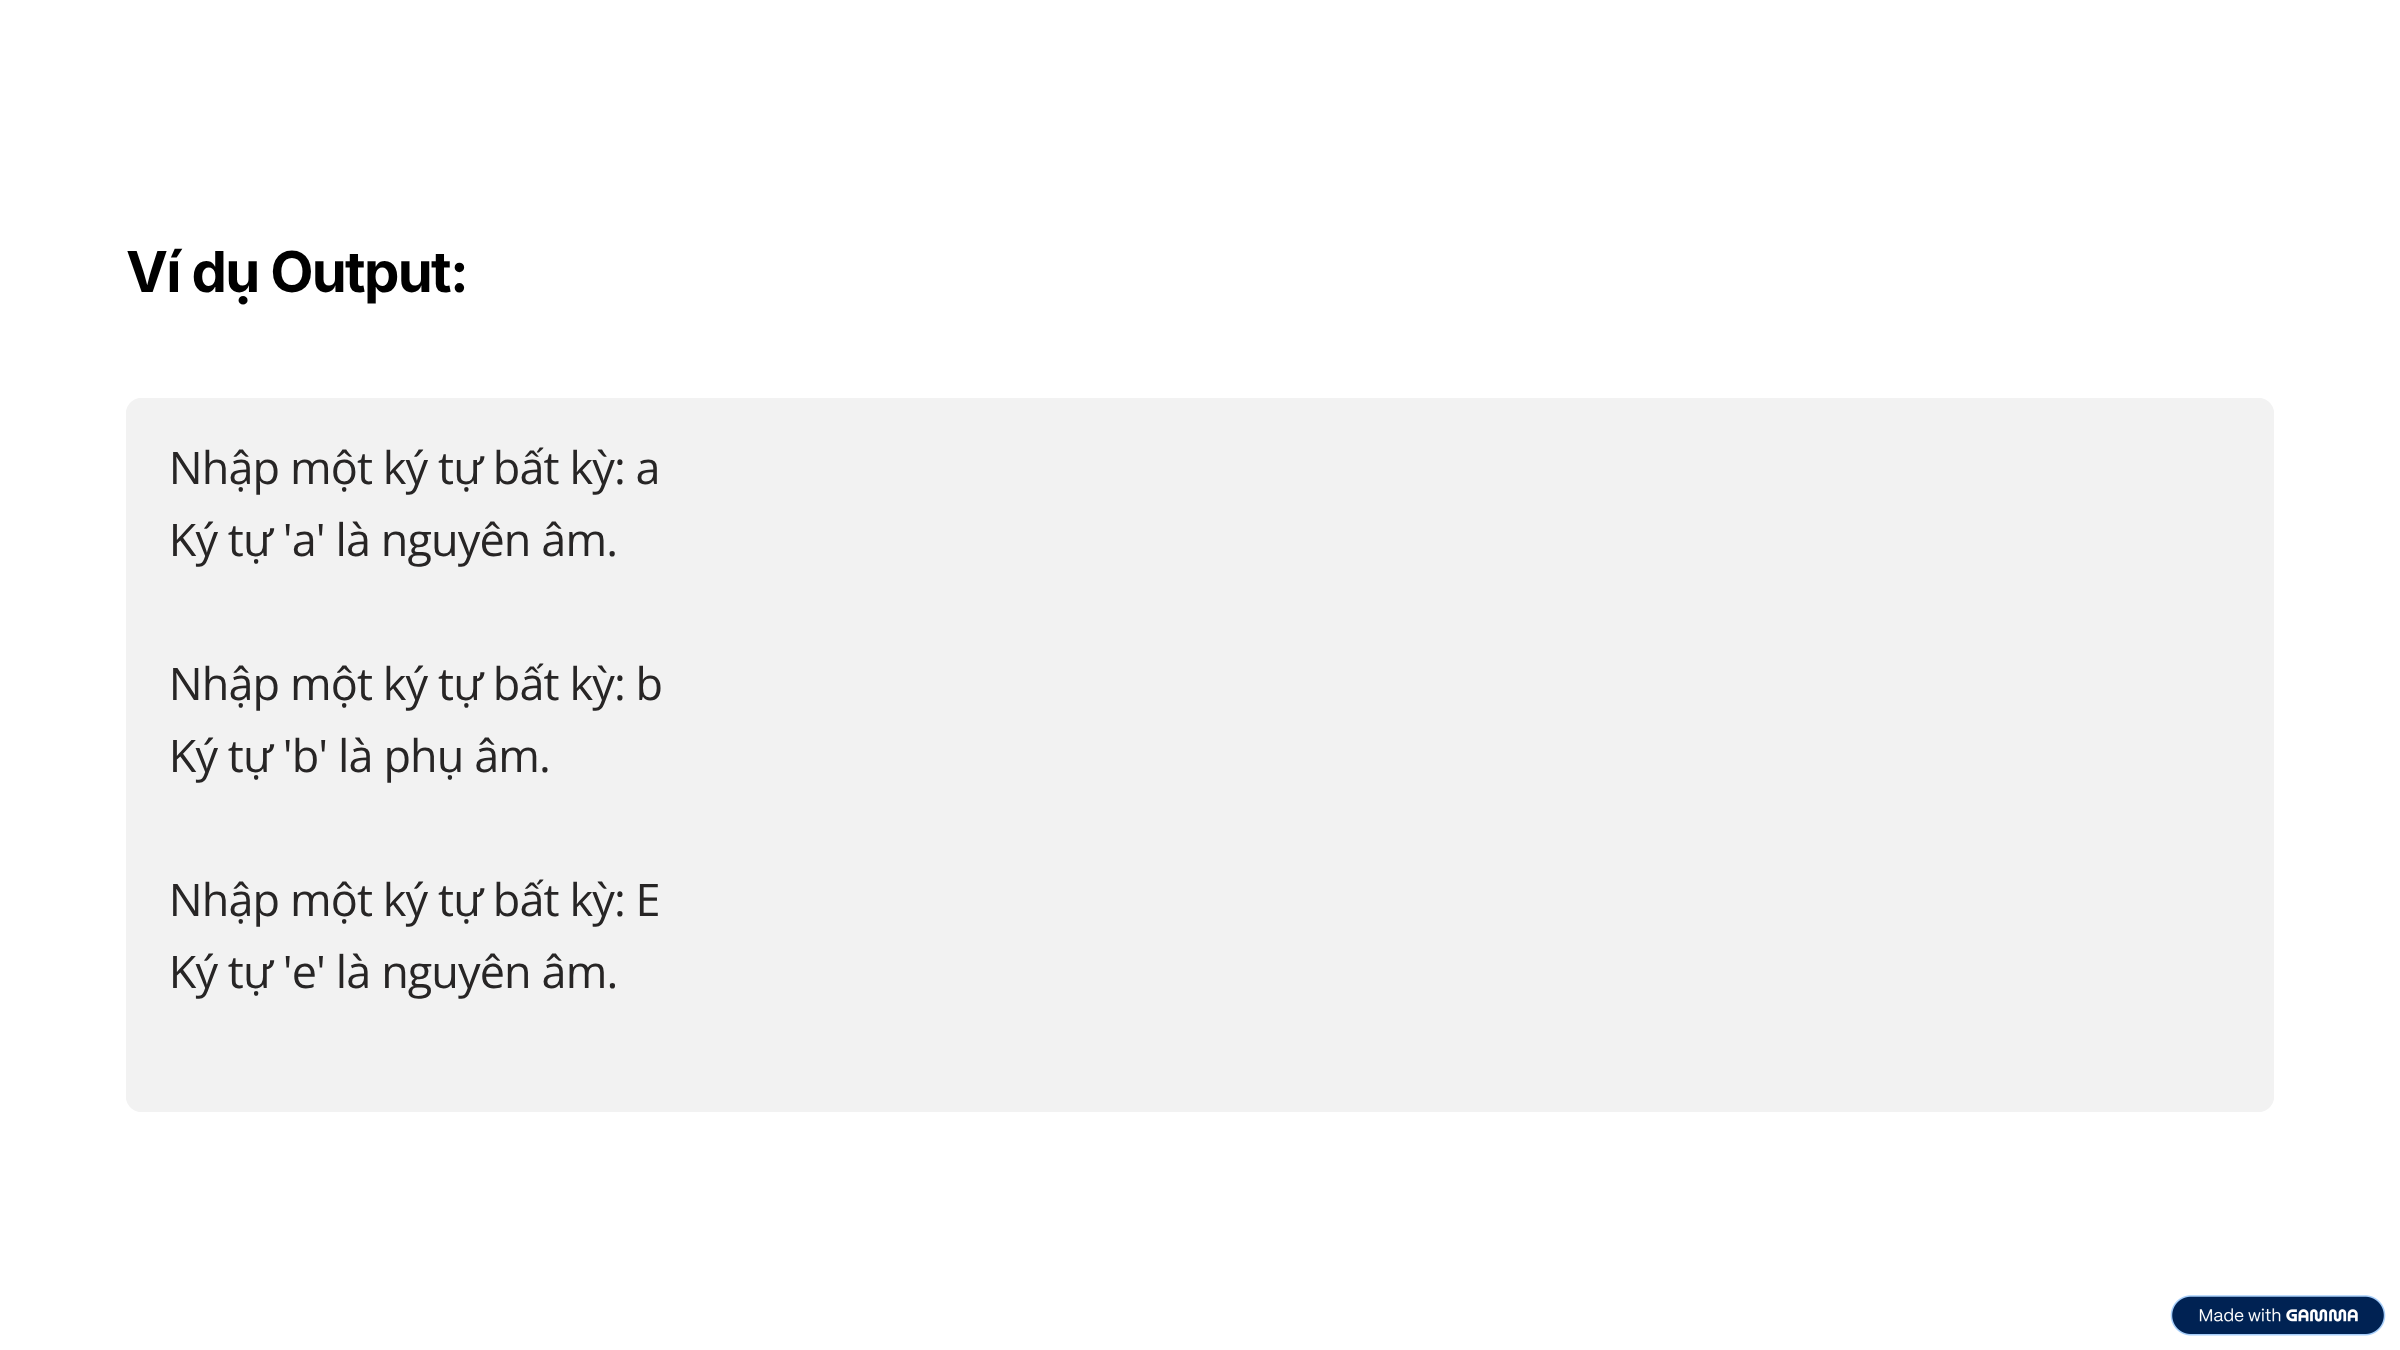 Ví dụ Output:
Nhập một ký tự bất kỳ: a
Ký tự 'a' là nguyên âm.
Nhập một ký tự bất kỳ: b
Ký tự 'b' là phụ âm.
Nhập một ký tự bất kỳ: E
Ký tự 'e' là nguyên âm.
Made with GAMMA